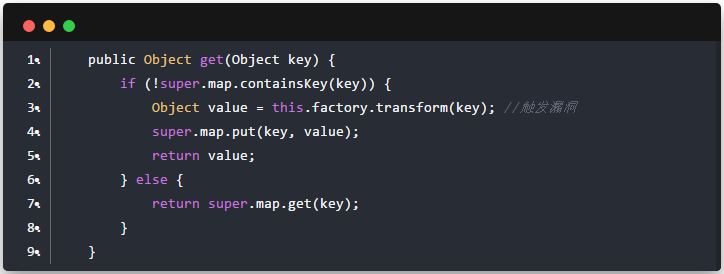 1 public Object get(Object key) {
2 if (!super.map.containsKey(key)) {
3 Object value = this.factory.transform(key); //触发漏洞
4 super.map.put(key, value);
5 return value;
6 } else {
7 return super.map.get(key);
8 }
9 }